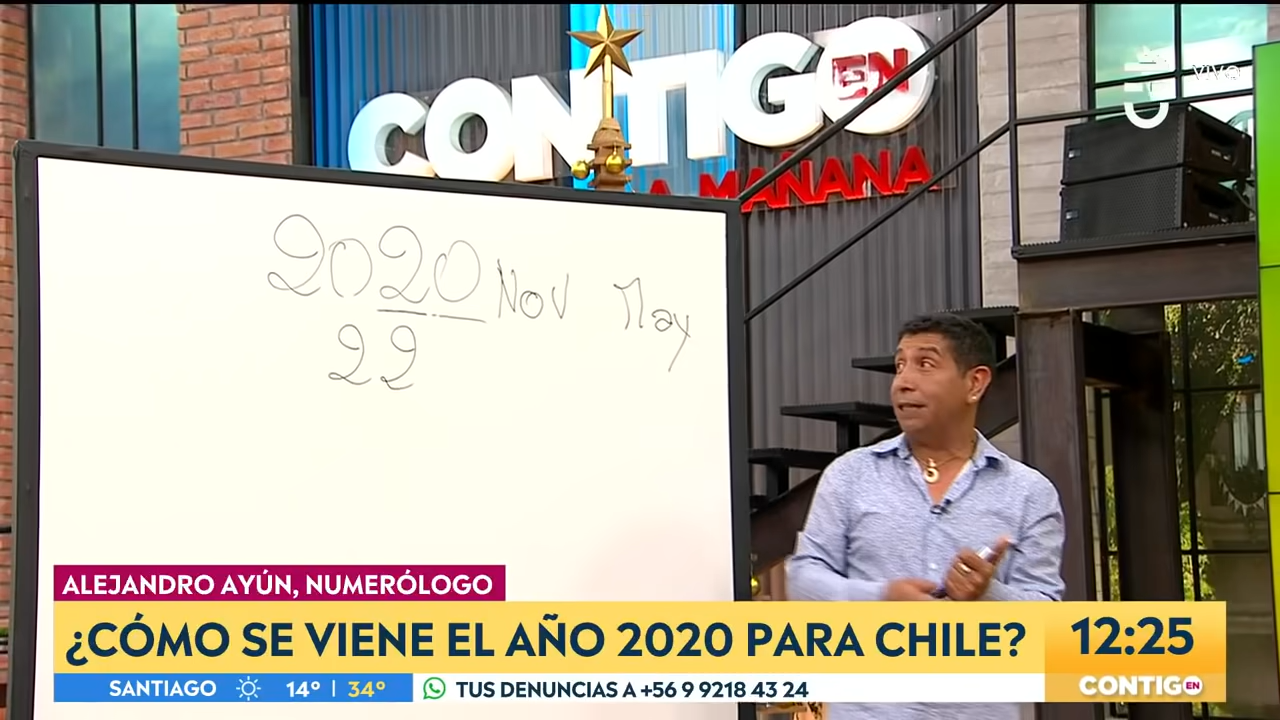 CONTIGO
EN
LA MAÑANA
VIVO
2020 Nov May
22
ALEJANDRO AYÚN, NUMERÓLOGO
¿CÓMO SE VIENE EL AÑO 2020 PARA CHILE?
12:25
SANTIAGO 14° | 34°
TUS DENUNCIAS A +56 9 9218 43 24
CONTIGO EN